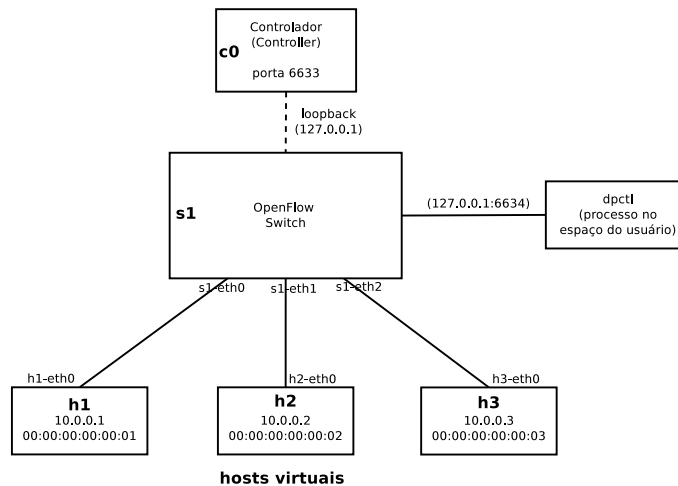 Controlador
(Controller)
c0
porta 6633
loopback
(127.0.0.1)
s1
OpenFlow
Switch
(127.0.0.1:6634)
dpctl
(processo no
espaço do usuário)
s1-eth0
s1-eth1
s1-eth2
h1-eth0
h2-eth0
h3-eth0
h1
10.0.0.1
00:00:00:00:00:01
h2
10.0.0.2
00:00:00:00:00:02
h3
10.0.0.3
00:00:00:00:00:03
hosts virtuais